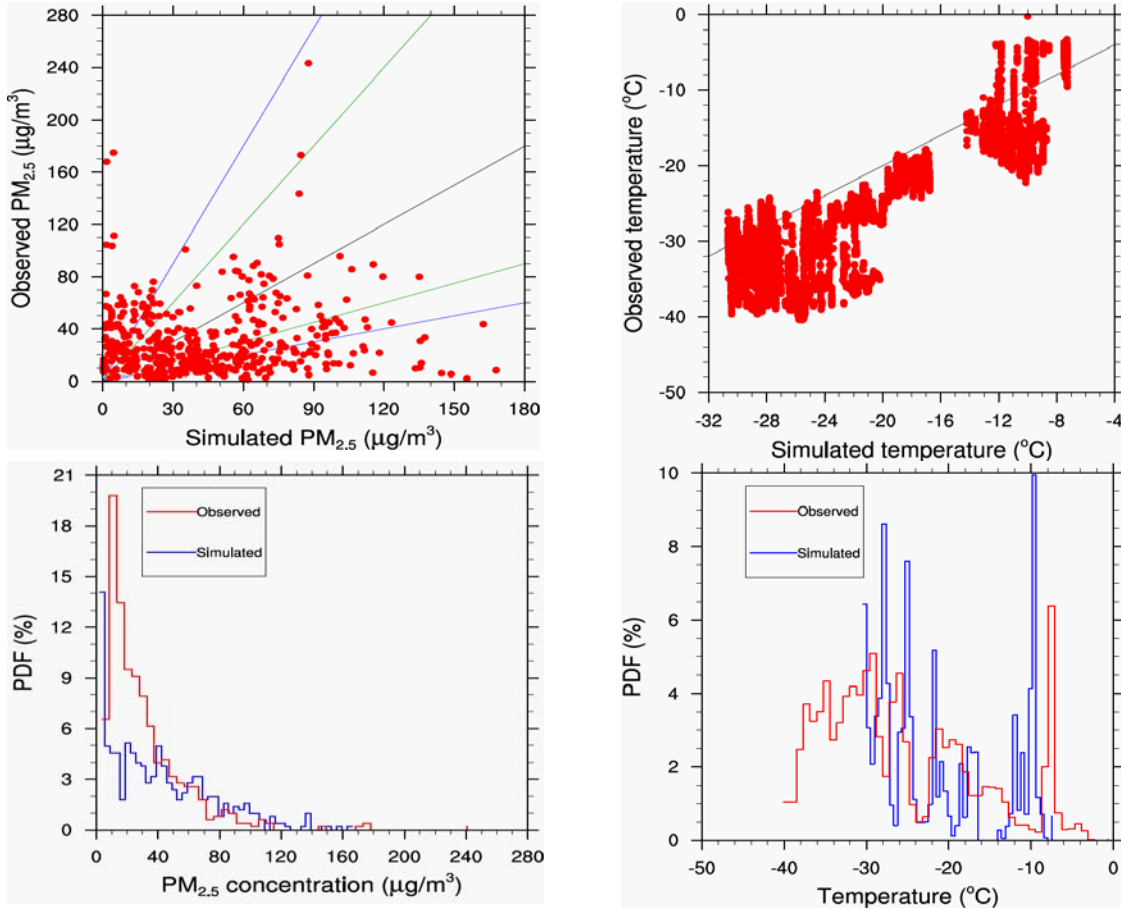 280
240
200
160
120
80
40
0
Observed PM2.5 (μg/m3)
0 30 60 90 120 150 180
Simulated PM2.5 (μg/m3)
0
-10
-20
-30
-40
-50
Observed temperature (oC)
-32 -28 -24 -20 -16 -12 -8 -4
Simulated temperature (oC)
21
18
15
12
9
6
3
0
PDF (%)
Observed
Simulated
0 40 80 120 160 200 240 280
PM2.5 concentration (μg/m3)
10
8
6
4
2
0
PDF (%)
Observed
Simulated
-50 -40 -30 -20 -10 0
Temperature (oC)